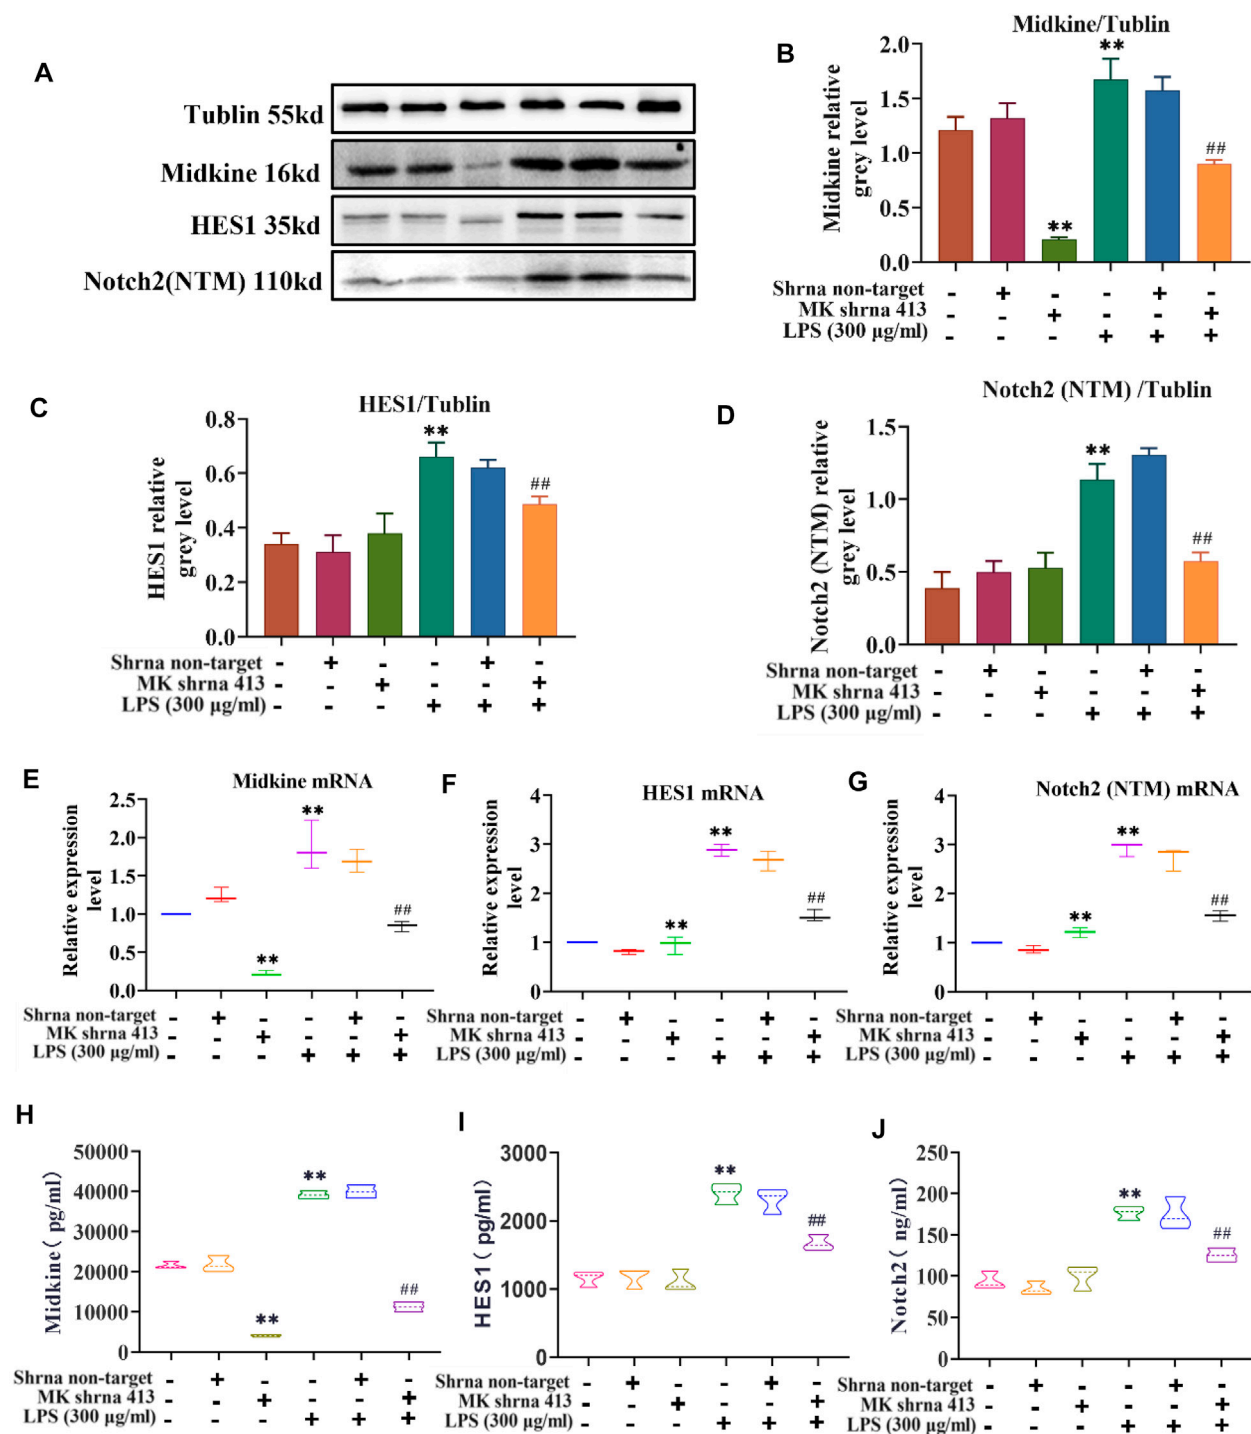 A
Tublin 55kd
Midkine 16kd
HES1 35kd
Notch2(NTM) 110kd
B
Midkine/Tublin
Midkine relative
grey level
2.0
1.5
1.0
0.5
0.0
**
**
##
Shrna non-target - + - - + -
MK shrna 413 - - + - - +
LPS (300 µg/ml) - - - + + +
C
HES1/Tublin
HES1 relative
grey level
0.8
0.6
0.4
0.2
0.0
**
##
Shrna non-target - + - - + -
MK shrna 413 - - + - - +
LPS (300 µg/ml) - - - + + +
D
Notch2 (NTM) /Tublin
Notch2 (NTM) relative
grey level
1.5
1.0
0.5
0.0
**
##
Shrna non-target - + - - + -
MK shrna 413 - - + - - +
LPS (300 µg/ml) - - - + + +
E
Midkine mRNA
Relative expression
level
2.5
2.0
1.5
1.0
0.5
0.0
**
**
##
Shrna non-target - + - - + -
MK shrna 413 - - + - - +
LPS (300 µg/ml) - - - + + +
F
HES1 mRNA
Relative expression
level
4
3
2
1
0
**
**
##
Shrna non-target - + - - + -
MK shrna 413 - - + - - +
LPS (300 µg/ml) - - - + + +
G
Notch2 (NTM) mRNA
Relative expression
level
4
3
2
1
0
**
**
##
Shrna non-target - + - - + -
MK shrna 413 - - + - - +
LPS (300 µg/ml) - - - + + +
H
Midkine( pg/ml)
50000
40000
30000
20000
10000
0
**
**
##
Shrna non-target - + - - + -
MK shrna 413 - - + - - +
LPS (300 µg/ml) - - - + + +
I
HES1( pg/ml)
3000
2000
1000
0
**
##
Shrna non-target - + - - + -
MK shrna 413 - - + - - +
LPS (300 µg/ml) - - - + + +
J
Notch2( ng/ml)
250
200
150
100
50
0
**
##
Shrna non-target - + - - + -
MK shrna 413 - - + - - +
LPS (300 µg/ml) - - - + + +